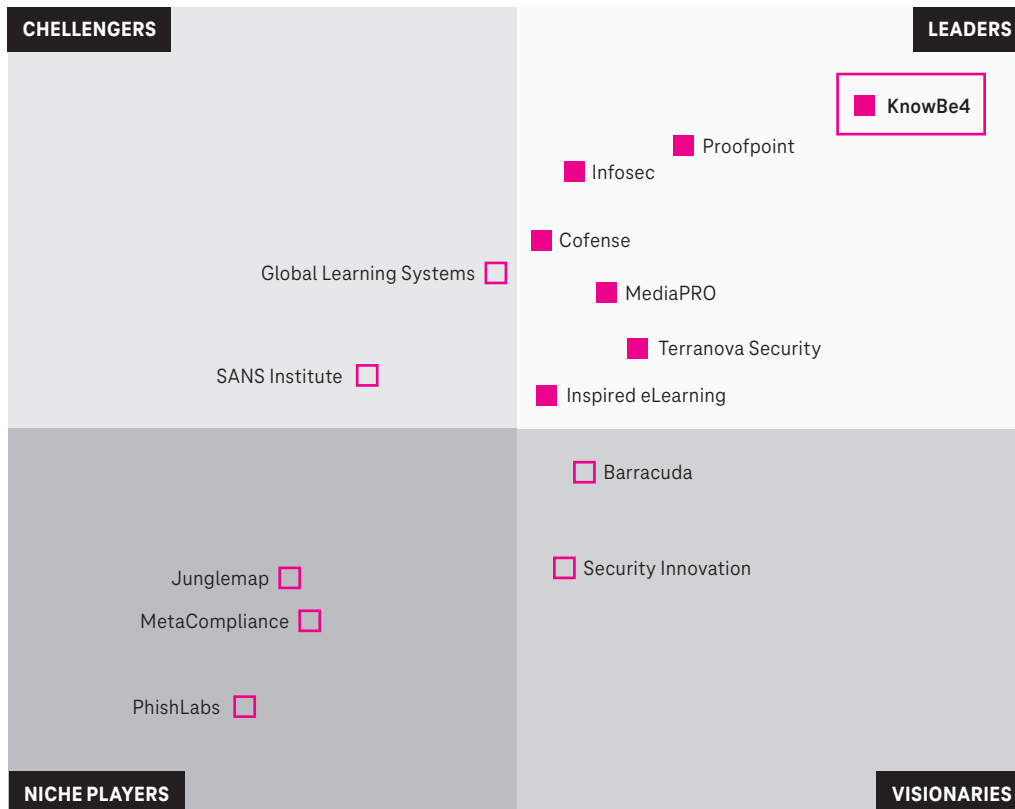 CHELLENGERS
LEADERS
KnowBe4
Proofpoint
Infosec
Cofense
Global Learning Systems
MediaPRO
Terranova Security
SANS Institute
Inspired eLearning
Barracuda
Security Innovation
Junglemap
MetaCompliance
PhishLabs
NICHE PLAYERS
VISIONARIES